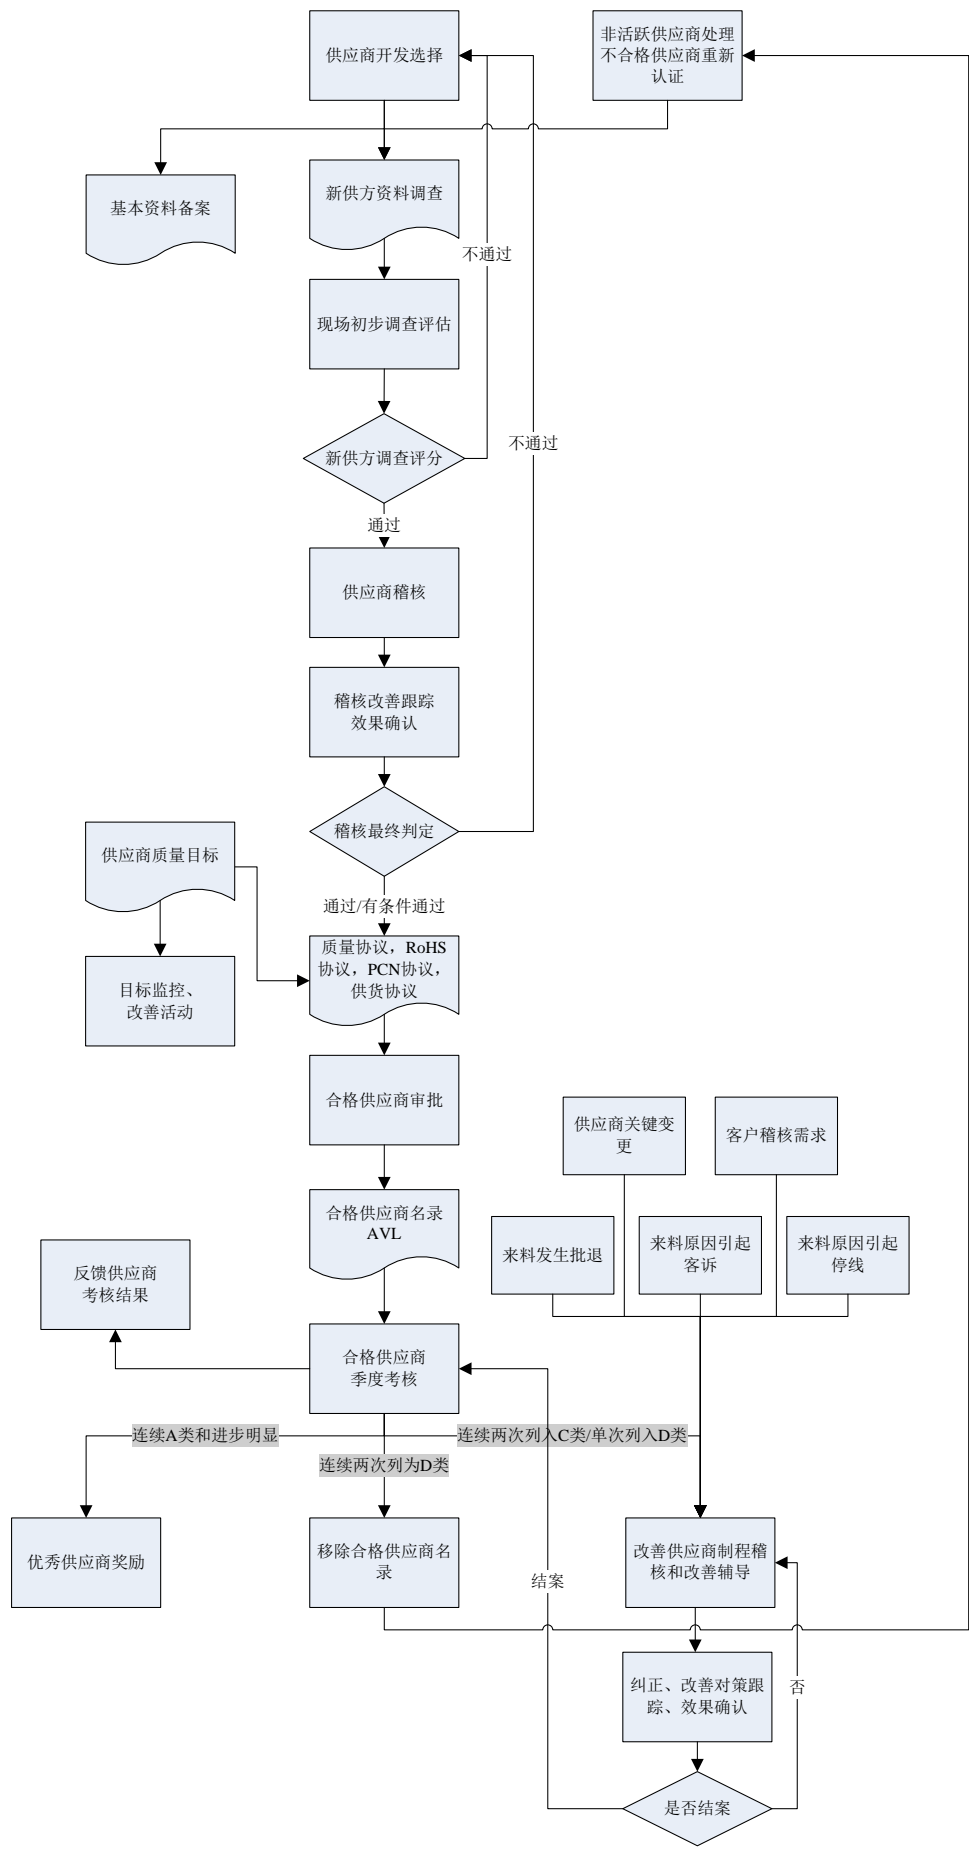 供应商开发选择
非活跃供应商处理
不合格供应商重新
认证
基本资料备案
新供方资料调查
不通过
现场初步调查评估
不通过
新供方调查评分
通过
供应商稽核
稽核改善跟踪
效果确认
稽核最终判定
供应商质量目标
通过/有条件通过
质量协议，RoHS
协议，PCN协议，
供货协议
目标监控、
改善活动
合格供应商审批
供应商关键变
更
客户稽核需求
合格供应商名录
AVL
来料发生批退
来料原因引起
客诉
来料原因引起
停线
反馈供应商
考核结果
合格供应商
季度考核
连续A类和进步明显
连续两次列入C类/单次列入D类
连续两次列为D类
优秀供应商奖励
移除合格供应商名
录
结案
改善供应商制程稽
核和改善辅导
纠正、改善对策跟
踪、效果确认
否
是否结案